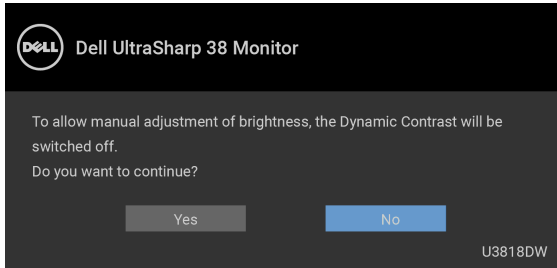 DELL
Dell UltraSharp 38 Monitor
To allow manual adjustment of brightness, the Dynamic Contrast will be
switched off.
Do you want to continue?
Yes
No
U3818DW